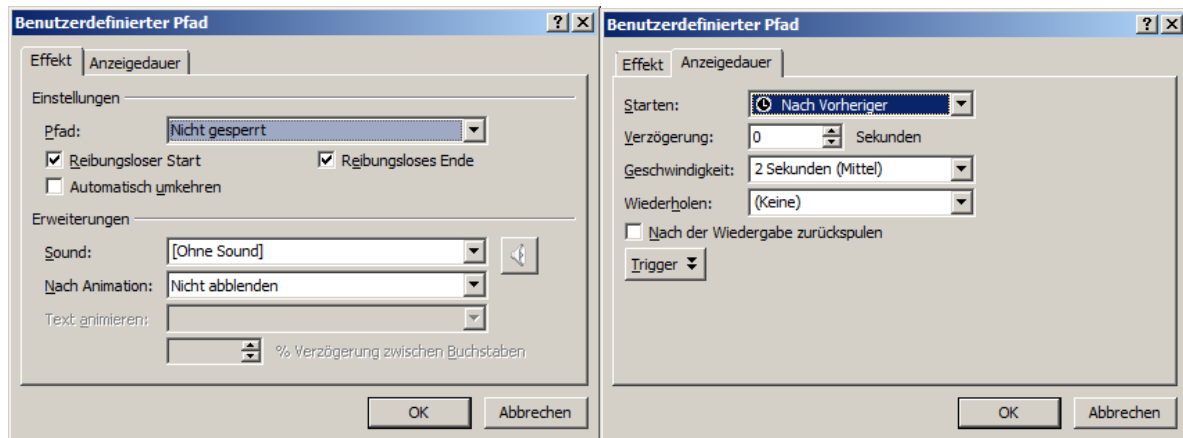 Benutzerdefinierter Pfad
Effekt Anzeigedauer
Einstellungen
Pfad: Nicht gesperrt
Reibungsloser Start Reibungsloses Ende
Automatisch umkehren
Erweiterungen
Sound: [Ohne Sound]
Nach Animation: Nicht abblenden
Text animieren:
% Verzögerung zwischen Buchstaben
OK Abbrechen
Benutzerdefinierter Pfad
Effekt Anzeigedauer
Starten: Nach Vorheriger
Verzögerung: 0 Sekunden
Geschwindigkeit: 2 Sekunden (Mittel)
Wiederholen: (Keine)
Nach der Wiedergabe zurückspulen
Trigger
OK Abbrechen